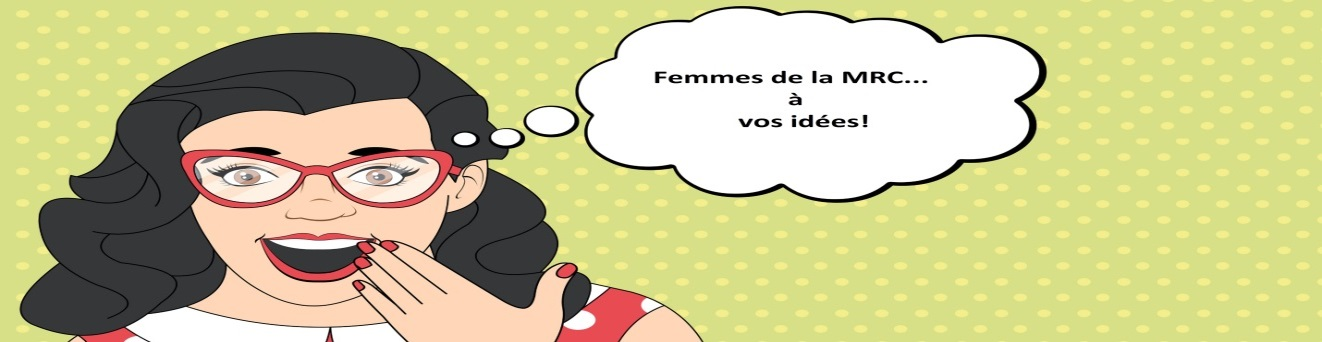 Femmes de la MRC...
à
vos idées!